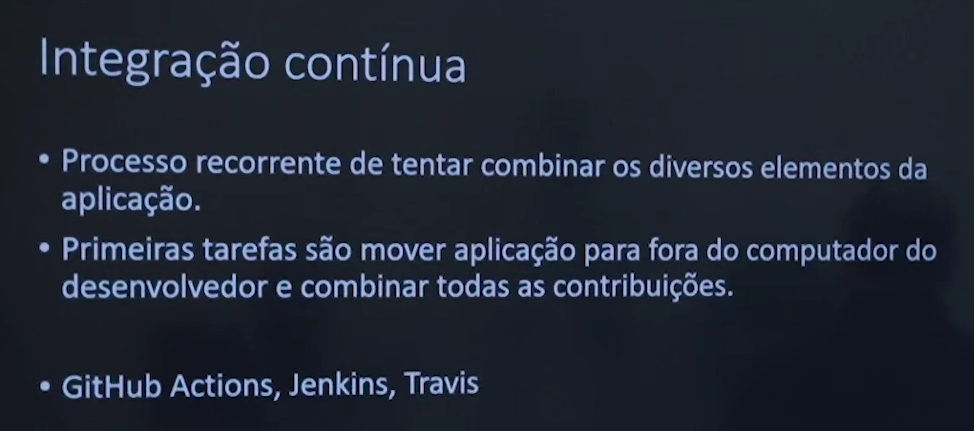 Integração contínua
• Processo recorrente de tentar combinar os diversos elementos da
aplicação.
• Primeiras tarefas são mover aplicação para fora do computador do
desenvolvedor e combinar todas as contribuições.
• GitHub Actions, Jenkins, Travis